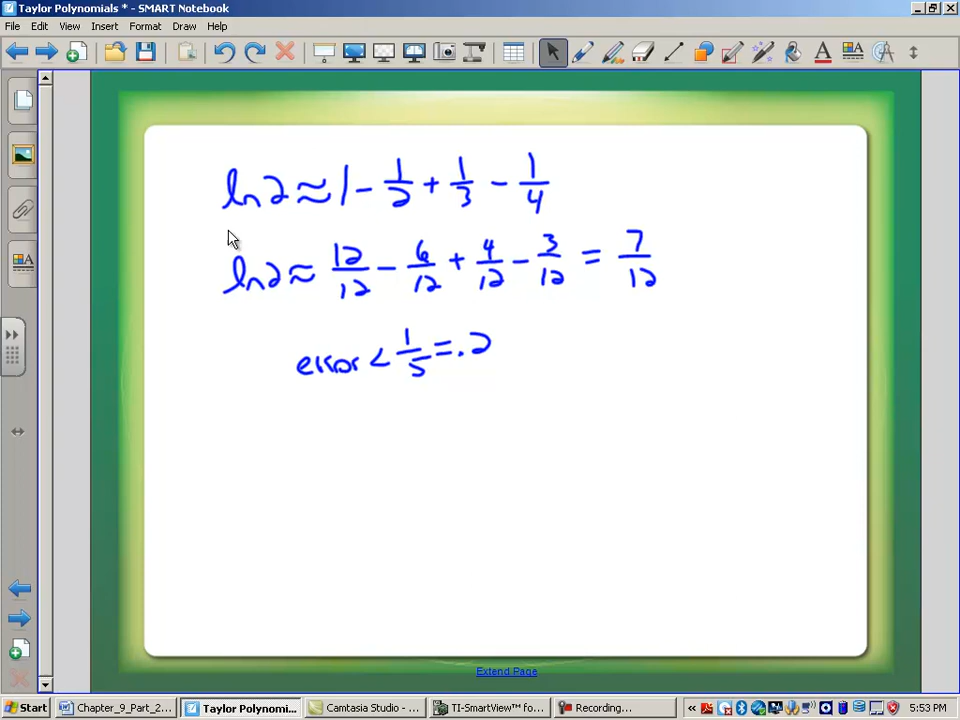 Taylor Polynomials * - SMART Notebook
File Edit View Insert Format Draw Help
ln2 ≈ 1 - 1/2 + 1/3 - 1/4
ln2 ≈ 12/12 - 6/12 + 4/12 - 3/12 = 7/12
error < 1/5 = .2
Extend Page
Start Chapter_9_Part_2... Taylor Polynomi... Camtasia Studio - ... TI-SmartView™ fo... Recording... « 5:53 PM